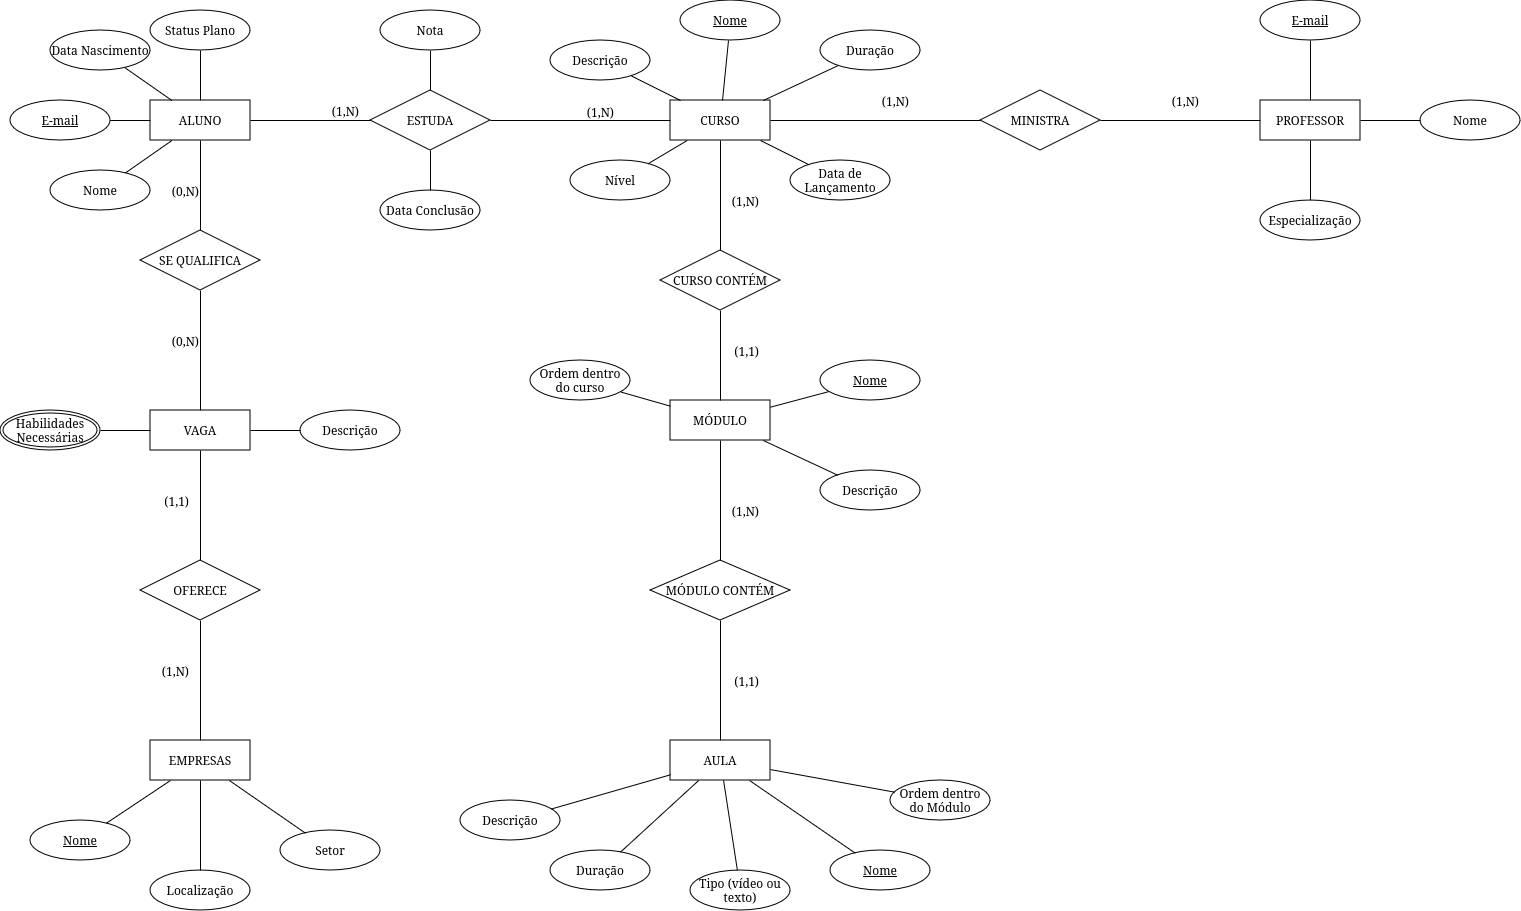 Nome
E-mail
Status Plano
Nota
Data Nascimento
Descrição
Duração
(1,N)
(1,N)
(1,N)
(1,N)
E-mail
ALUNO
ESTUDA
CURSO
MINISTRA
PROFESSOR
Nome
Nome
(0,N)
Nível
Data de
Lançamento
(1,N)
Data Conclusão
Especialização
SE QUALIFICA
CURSO CONTÉM
(0,N)
(1,1)
Ordem dentro
do curso
Nome
Habilidades
Necessárias
VAGA
Descrição
MÓDULO
Descrição
(1,1)
(1,N)
OFERECE
MÓDULO CONTÉM
(1,N)
(1,1)
EMPRESAS
AULA
Ordem dentro
do Módulo
Descrição
Nome
Setor
Duração
Nome
Localização
Tipo (vídeo ou
texto)